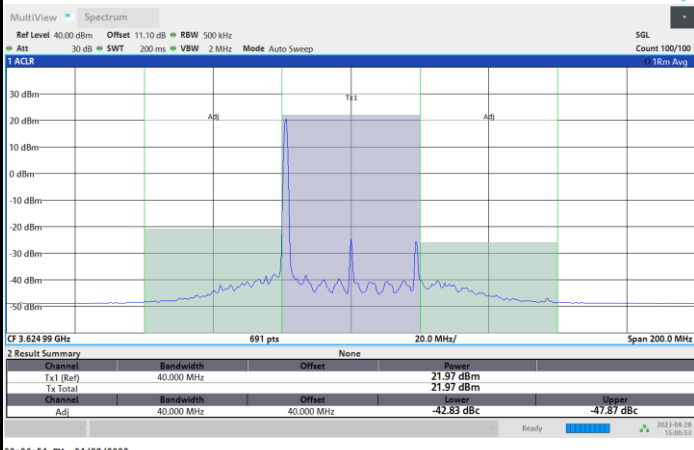 MultiView Spectrum
Ref Level 40.00 dBm Offset 11.10 dB RBW 500 kHz SGL
Att 30 dB SWT 200 ms VBW 2 MHz Mode Auto Sweep Count 100/100
1 ACLR 1Rm Avg
30 dBm
Tx1
20 dBm
Adj Adj
10 dBm
0 dBm
-10 dBm
-20 dBm
-30 dBm
-40 dBm
-50 dBm
CF 3.624 99 GHz 691 pts 20.0 MHz/ Span 200.0 MHz
2 Result Summary None
Channel Bandwidth Offset Power
Tx1 (Ref) 40.000 MHz 21.97 dBm
Tx Total 21.97 dBm
Channel Bandwidth Offset Lower Upper
Adj 40.000 MHz 40.000 MHz -42.83 dBc -47.87 dBc
Ready 2023-04-28
15:06:53